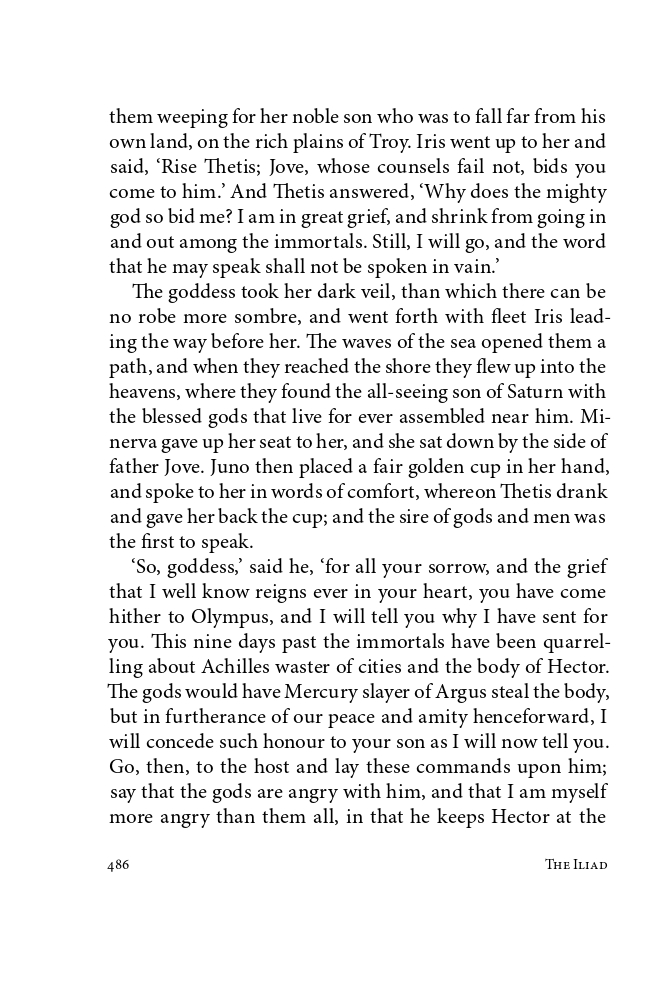 them weeping for her noble son who was to fall far from his
own land, on the rich plains of Troy. Iris went up to her and
said, ‘Rise Thetis; Jove, whose counsels fail not, bids you
come to him.’ And Thetis answered, ‘Why does the mighty
god so bid me? I am in great grief, and shrink from going in
and out among the immortals. Still, I will go, and the word
that he may speak shall not be spoken in vain.’
The goddess took her dark veil, than which there can be
no robe more sombre, and went forth with fleet Iris lead-
ing the way before her. The waves of the sea opened them a
path, and when they reached the shore they flew up into the
heavens, where they found the all-seeing son of Saturn with
the blessed gods that live for ever assembled near him. Mi-
nerva gave up her seat to her, and she sat down by the side of
father Jove. Juno then placed a fair golden cup in her hand,
and spoke to her in words of comfort, whereon Thetis drank
and gave her back the cup; and the sire of gods and men was
the first to speak.
‘So, goddess,’ said he, ‘for all your sorrow, and the grief
that I well know reigns ever in your heart, you have come
hither to Olympus, and I will tell you why I have sent for
you. This nine days past the immortals have been quarrel-
ling about Achilles waster of cities and the body of Hector.
The gods would have Mercury slayer of Argus steal the body,
but in furtherance of our peace and amity henceforward, I
will concede such honour to your son as I will now tell you.
Go, then, to the host and lay these commands upon him;
say that the gods are angry with him, and that I am myself
more angry than them all, in that he keeps Hector at the
486 The Iliad